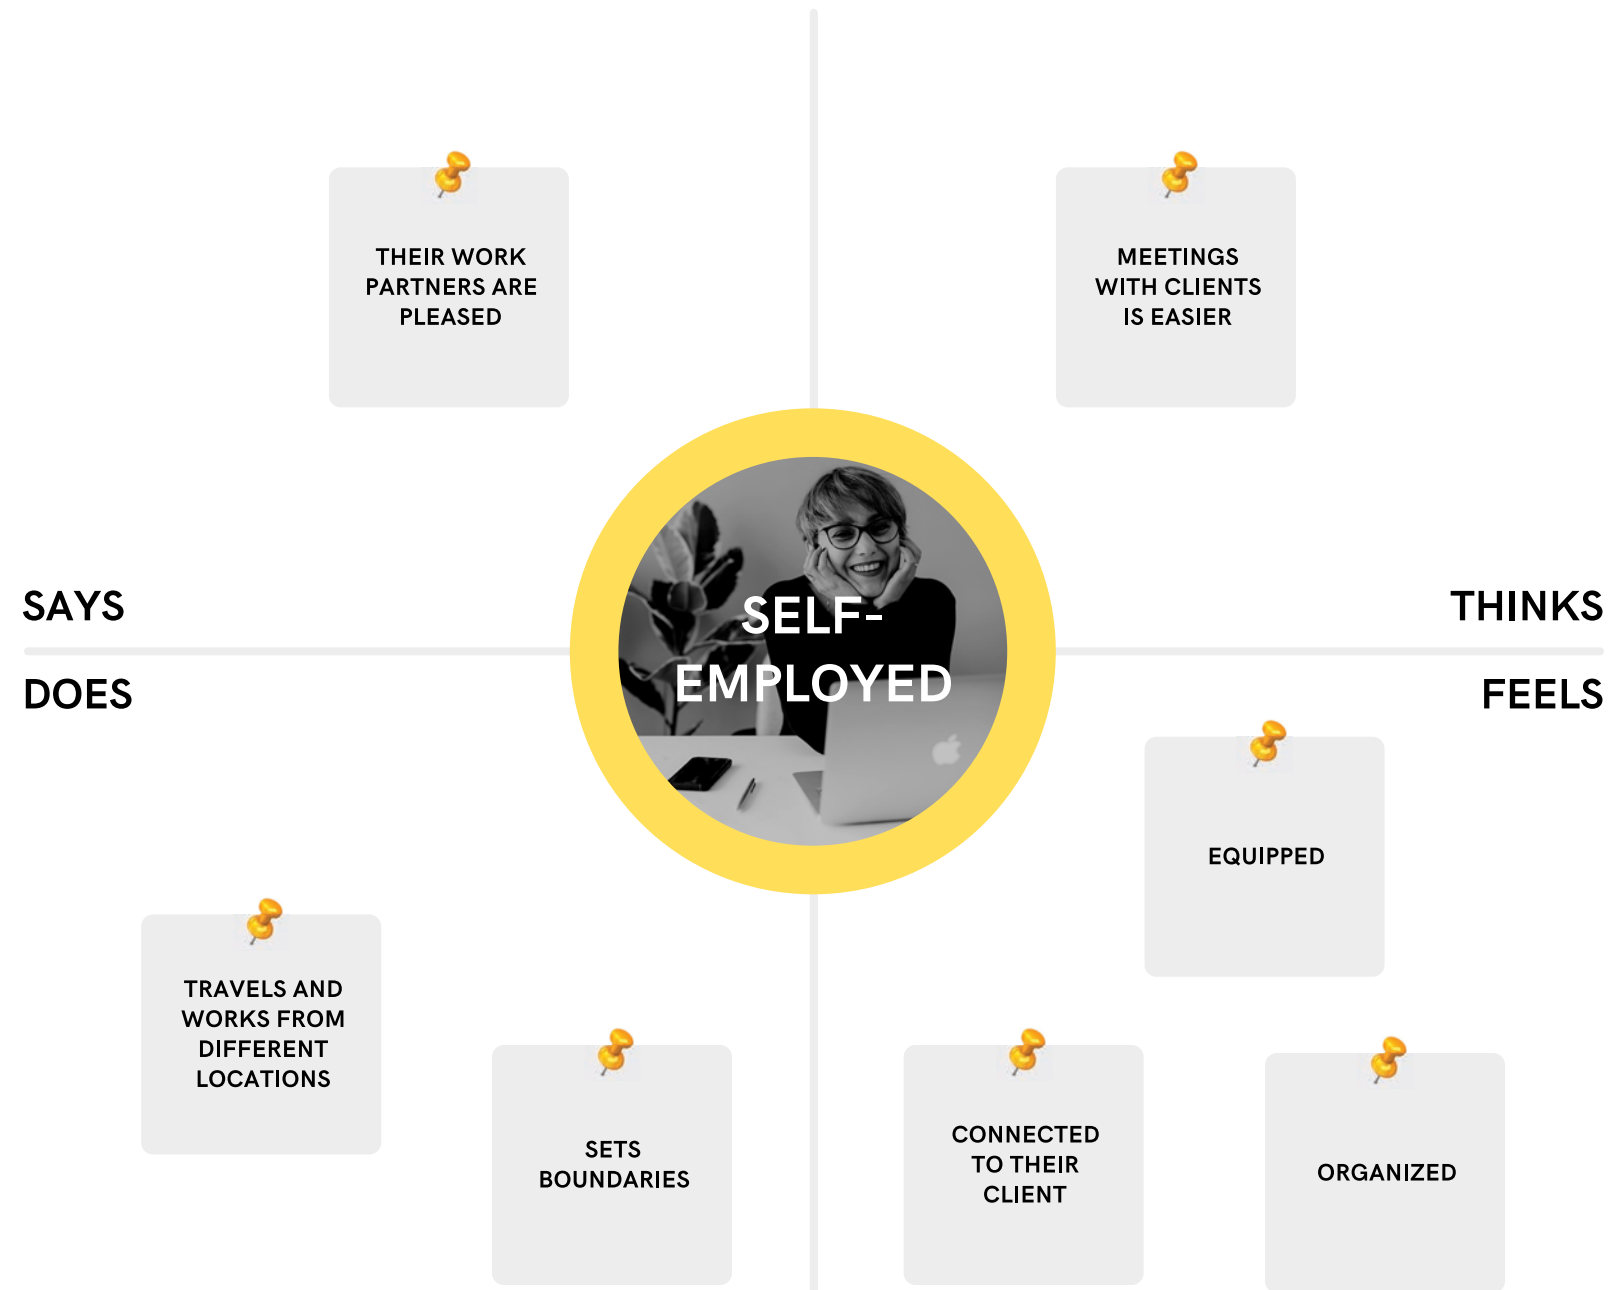 THEIR WORK
PARTNERS ARE
PLEASED
MEETINGS
WITH CLIENTS
IS EASIER
SAYS
THINKS
SELF-
EMPLOYED
DOES
FEELS
EQUIPPED
TRAVELS AND
WORKS FROM
DIFFERENT
LOCATIONS
SETS
BOUNDARIES
CONNECTED
TO THEIR
CLIENT
ORGANIZED